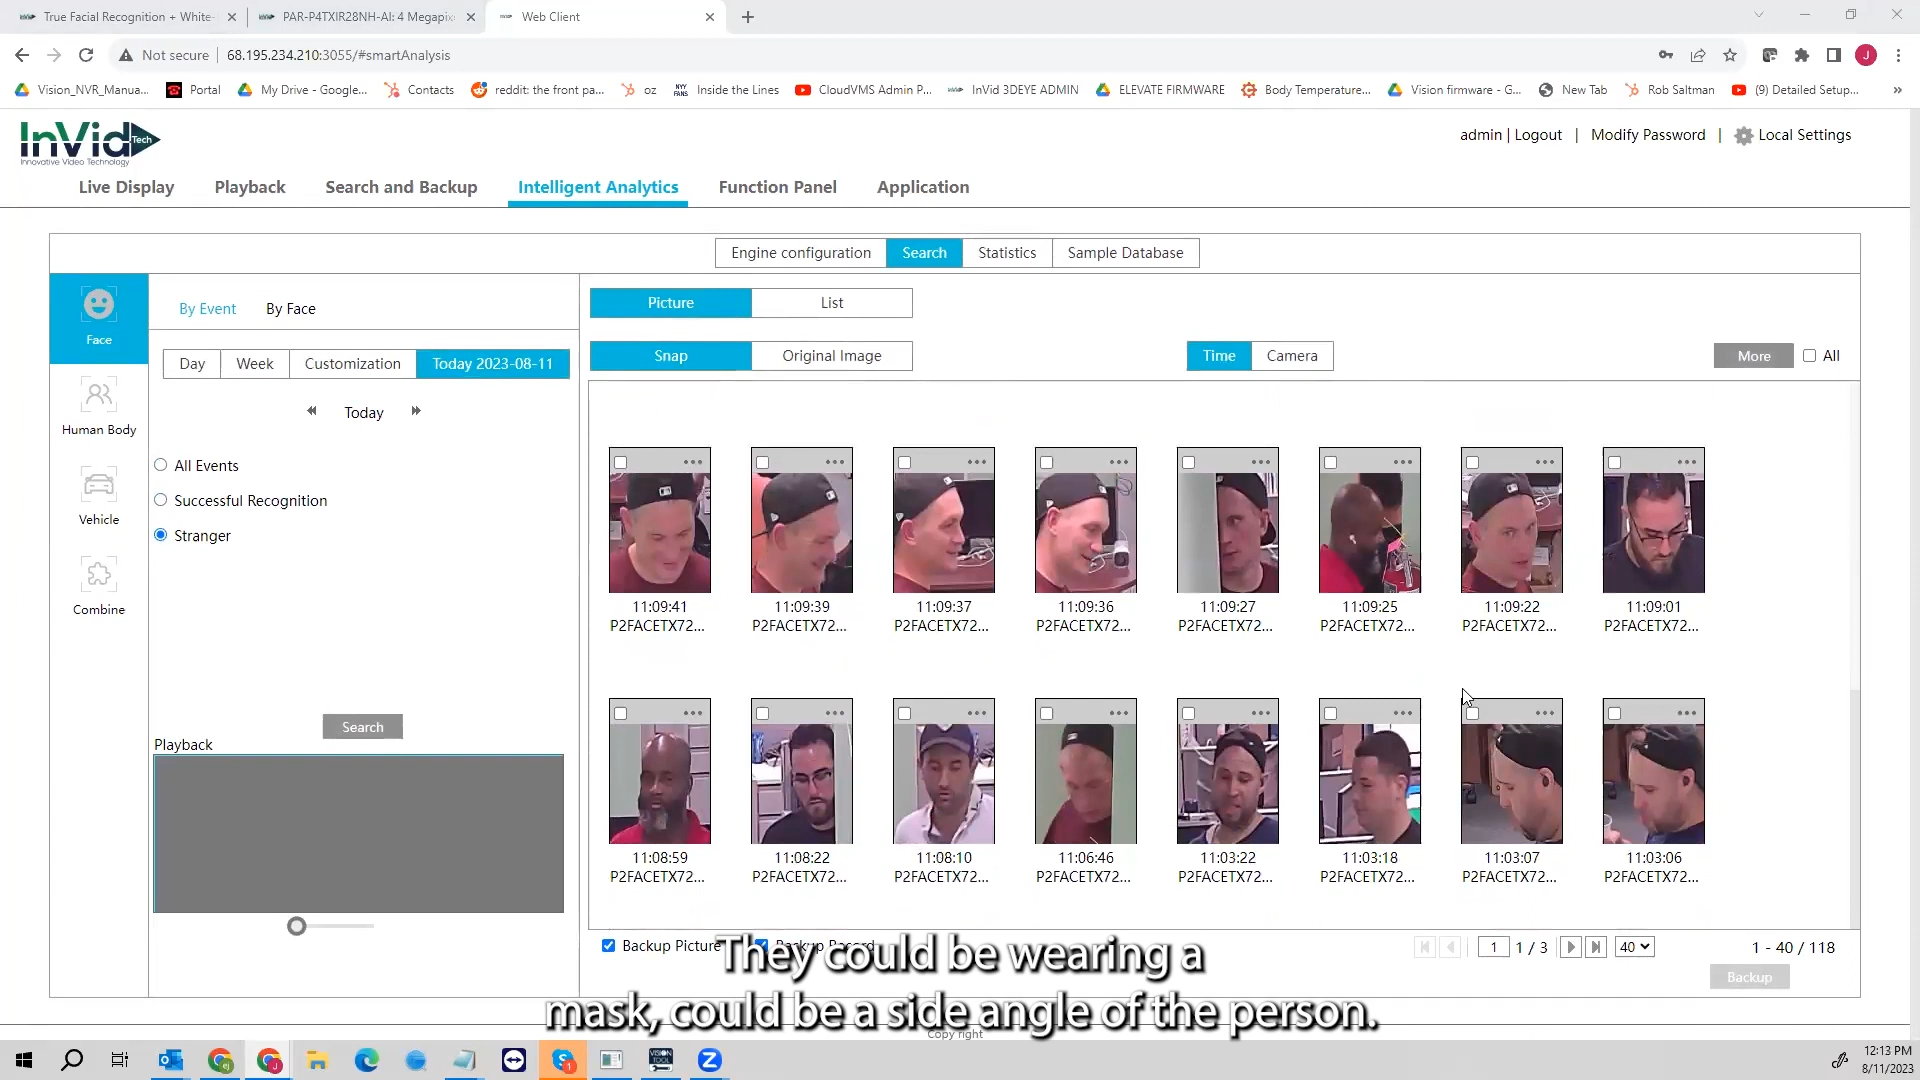 True Facial Recognition + White-
PAR-P4TXIR28NH-AI: 4 Megapix
Web Client
Not secure
68.195.234.210:3055/#smartAnalysis
J
Vision_NVR_Manua...
Portal
My Drive - Google...
Contacts
reddit: the front pa...
oz
Inside the Lines
CloudVMS Admin P...
InVid 3DEYE ADMIN
ELEVATE FIRMWARE
Body Temperature...
Vision firmware - G...
New Tab
Rob Saltman
(9) Detailed Setup...
»
InVid Tech
Innovative Video Technology
admin | Logout | Modify Password | Local Settings
Live Display
Playback
Search and Backup
Intelligent Analytics
Function Panel
Application
Engine configuration
Search
Statistics
Sample Database
Face
Human Body
Vehicle
Combine
By Event
By Face
Day
Week
Customization
Today 2023-08-11
Today
All Events
Successful Recognition
Stranger
Search
Playback
Picture
List
Snap
Original Image
Time
Camera
More
All
11:09:41
11:09:39
11:09:37
11:09:36
11:09:27
11:09:25
11:09:22
11:09:01
P2FACETX72...
P2FACETX72...
P2FACETX72...
P2FACETX72...
P2FACETX72...
P2FACETX72...
P2FACETX72...
P2FACETX72...
11:08:59
11:08:22
11:08:10
11:06:46
11:03:22
11:03:18
11:03:07
11:03:06
P2FACETX72...
P2FACETX72...
P2FACETX72...
P2FACETX72...
P2FACETX72...
P2FACETX72...
P2FACETX72...
P2FACETX72...
Backup Picture
Backup Record
1
1 / 3
40
1 - 40 / 118
Backup
They could be wearing a
mask, could be a side angle of the person.
Copy right
12:13 PM
8/11/2023